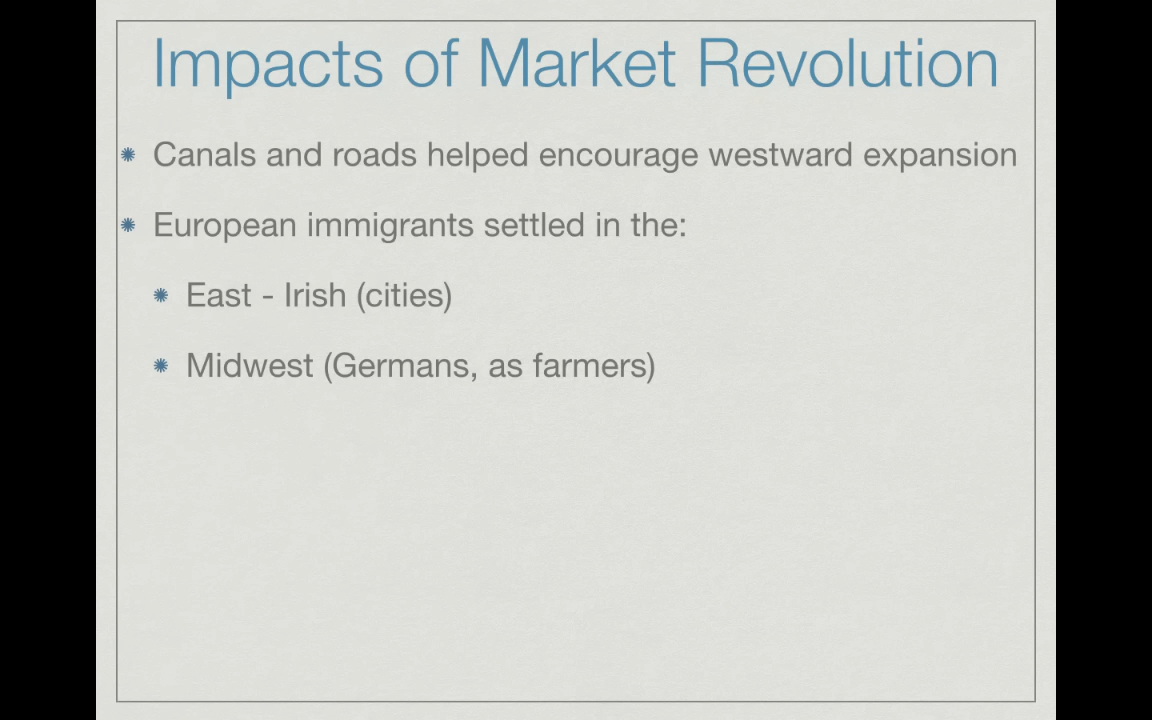 Impacts of Market Revolution
Canals and roads helped encourage westward expansion
European immigrants settled in the:
East - Irish (cities)
Midwest (Germans, as farmers)